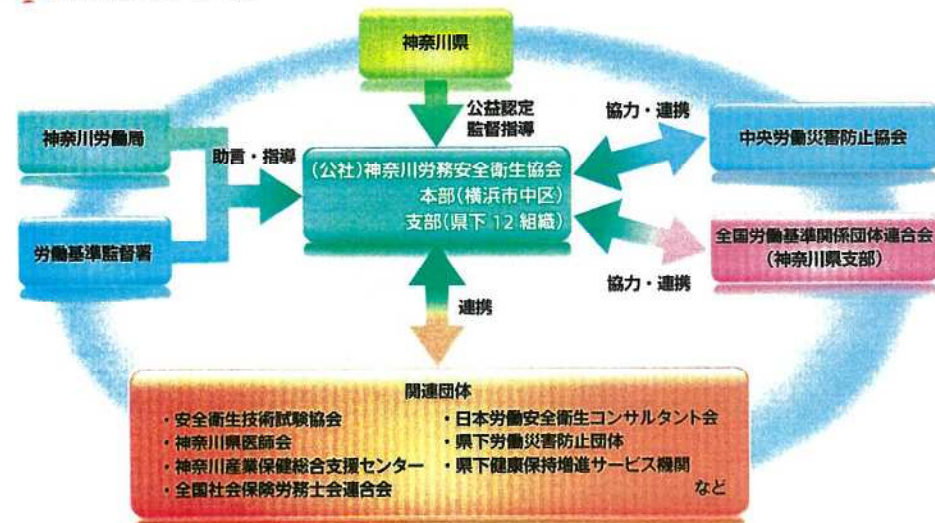 神奈川県
公益認定
監督指導
神奈川労働局
労働基準監督署
助言・指導
(公社)神奈川労務安全衛生協会
本部(横浜市中区)
支部(県下12組織)
協力・連携
中央労働災害防止協会
全国労働基準関係団体連合会
(神奈川県支部)
協力・連携
連携
関連団体
・安全衛生技術試験協会
・神奈川県医師会
・神奈川産業保健総合支援センター
・全国社会保険労務士会連合会
・日本労働安全衛生コンサルタント会
・県下労働災害防止団体
・県下健康保持増進サービス機関
など